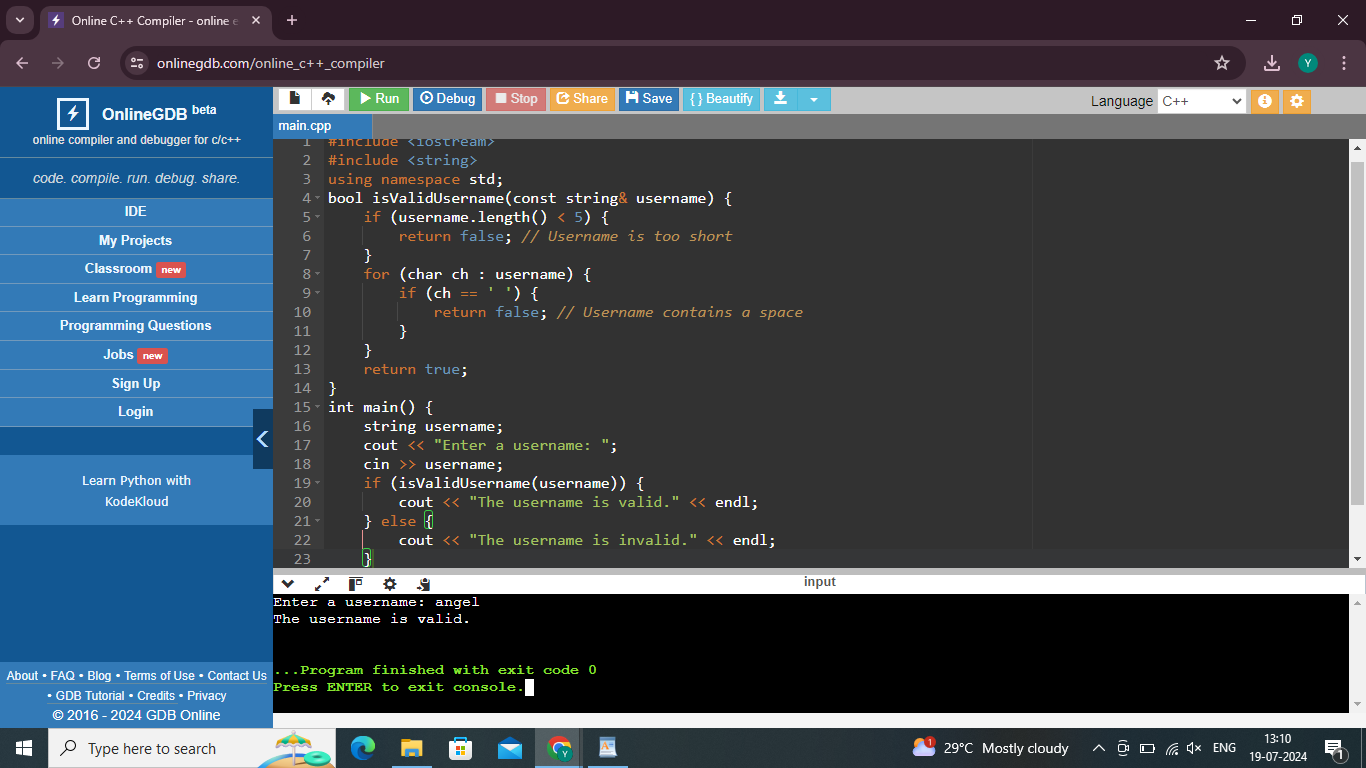 Online C++ Compiler - online e
onlinegdb.com/online_c++_compiler
Y
OnlineGDB beta
online compiler and debugger for c/c++
code. compile. run. debug. share.
IDE
My Projects
Classroom new
Learn Programming
Programming Questions
Jobs new
Sign Up
Login
Learn Python with
KodeKloud
About • FAQ • Blog • Terms of Use • Contact Us
• GDB Tutorial • Credits • Privacy
© 2016 - 2024 GDB Online
Run Debug Stop Share Save { } Beautify
Language C++
main.cpp
1 #include <iostream>
2 #include <string>
3 using namespace std;
4 bool isValidUsername(const string& username) {
5     if (username.length() < 5) {
6         return false; // Username is too short
7     }
8     for (char ch : username) {
9         if (ch == ' ') {
10             return false; // Username contains a space
11         }
12     }
13     return true;
14 }
15 int main() {
16     string username;
17     cout << "Enter a username: ";
18     cin >> username;
19     if (isValidUsername(username)) {
20         cout << "The username is valid." << endl;
21     } else {
22         cout << "The username is invalid." << endl;
23     }
input
Enter a username: angel
The username is valid.
...Program finished with exit code 0
Press ENTER to exit console.
Type here to search
Y
1
29°C Mostly cloudy
ENG
13:10
19-07-2024
1